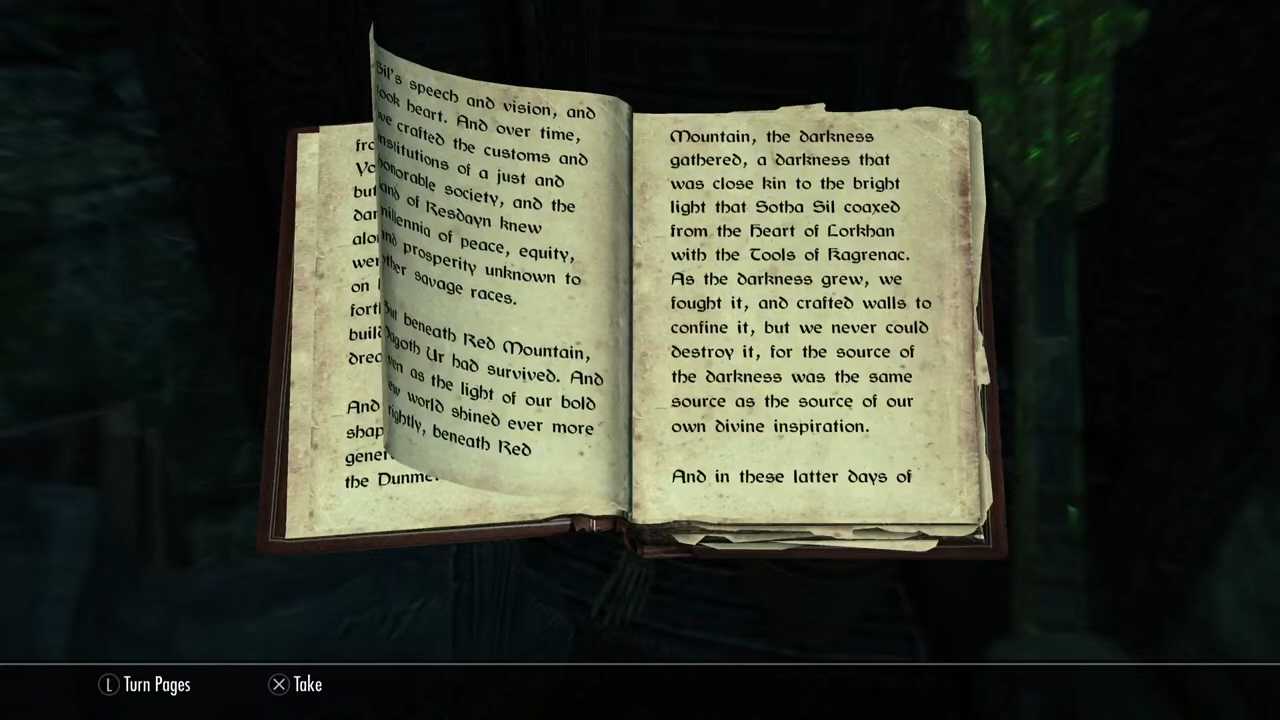 And
the
Sil's speech and vision, and
took heart. And over time,
we crafted the customs and
institutions of a just and
honorable society, and the
land of Resdayn knew
millennia of peace, equity,
and prosperity unknown to
other savage races.
But beneath Red Mountain,
Dagoth Ur had survived. And
even as the light of our bold
new world shined ever more
brightly, beneath Red
Mountain, the darkness
gathered, a darkness that
was close kin to the bright
light that Sotha Sil coaxed
from the Heart of Lorkhan
with the Tools of Kagrenac.
As the darkness grew, we
fought it, and crafted walls to
confine it, but we never could
destroy it, for the source of
the darkness was the same
source as the source of our
own divine inspiration.
And in these latter days of
L Turn Pages
X Take